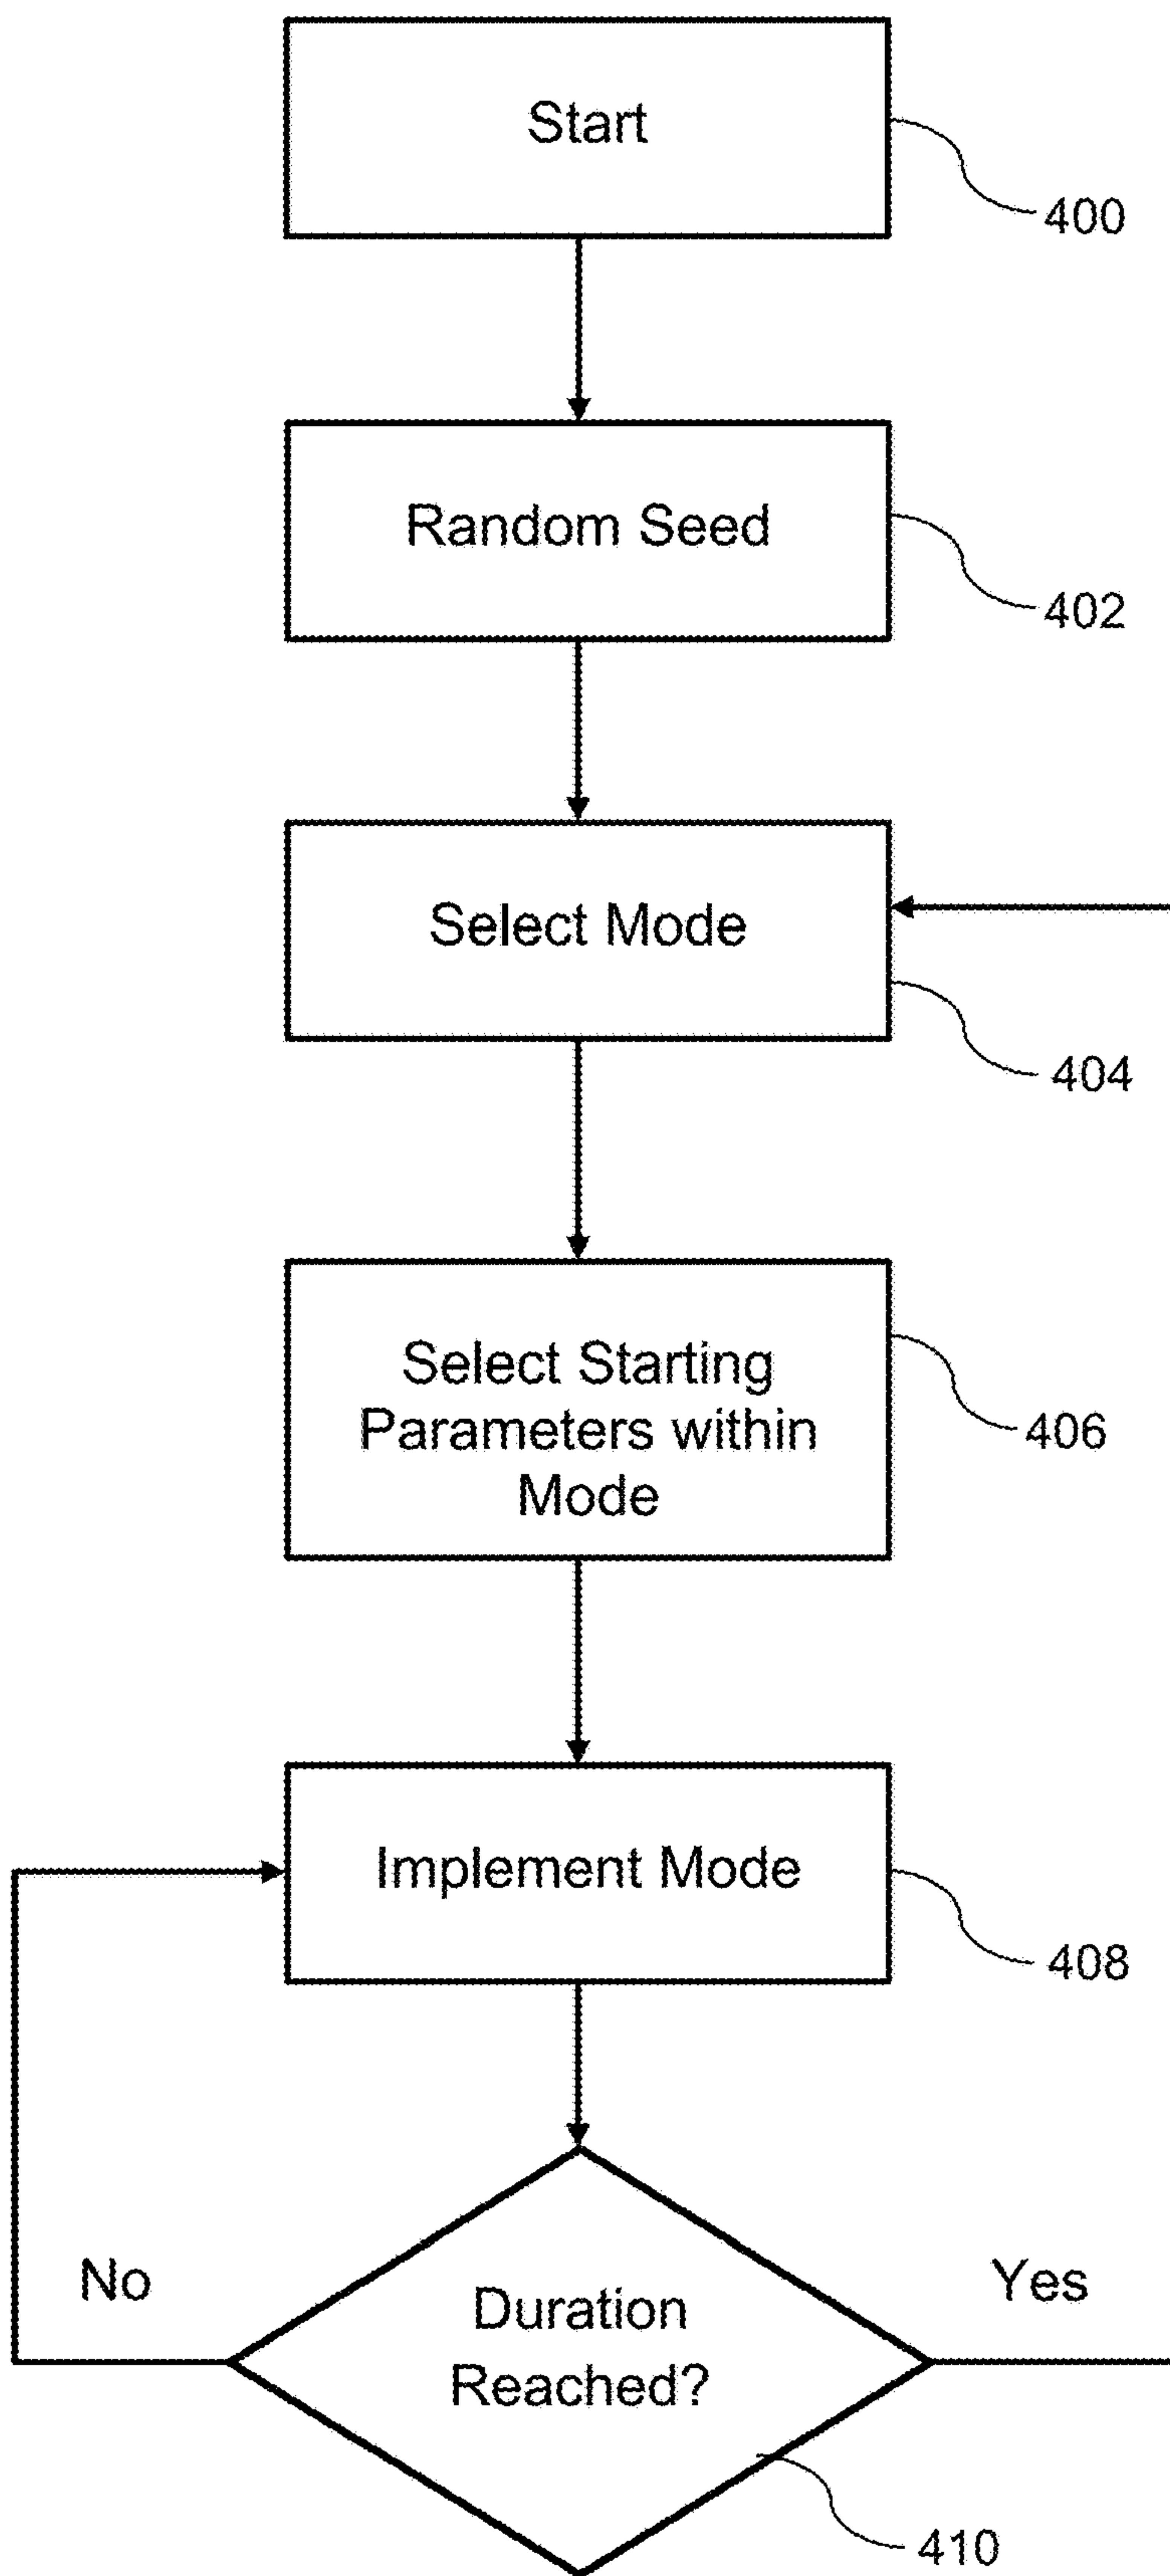 Start
400
Random Seed
402
Select Mode
404
Select Starting
Parameters within
Mode
406
Implement Mode
408
No
Duration
Reached?
Yes
410